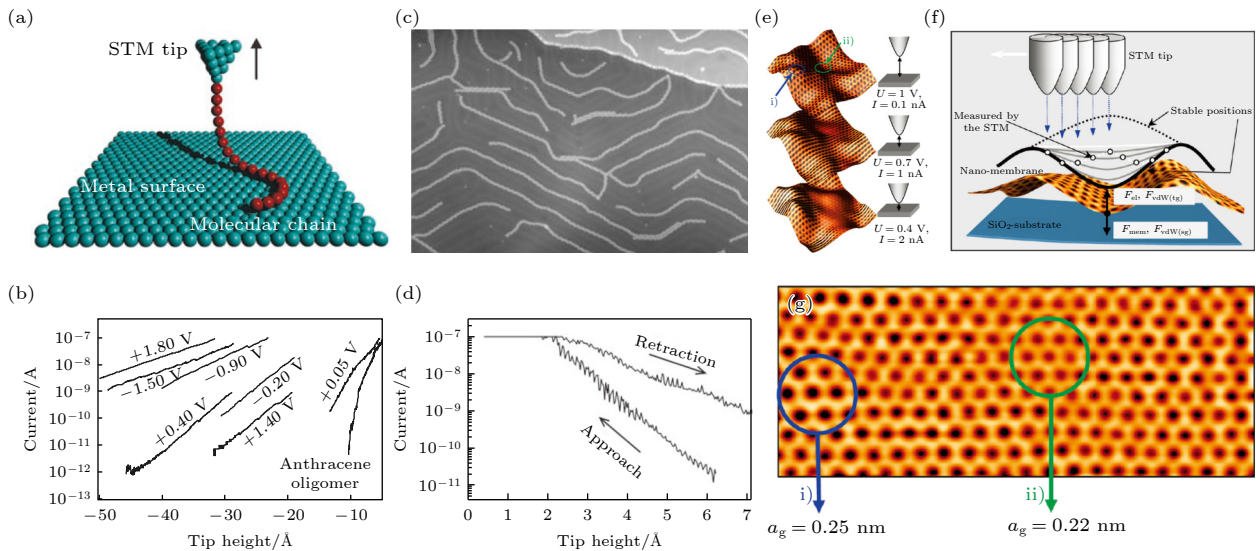 (a)
STM tip
Metal surface
Molecular chain
(c)
(e)
ii)
i)
U = 1 V,
I = 0.1 nA
U = 0.7 V,
I = 1 nA
U = 0.4 V,
I = 2 nA
(f)
STM tip
Measured by
the STM
Stable positions
Nano-membrane
F_el, F_vdW(tg)
F_mem, F_vdW(sg)
SiO₂-substrate
(b)
Current/A
10⁻⁷
10⁻⁸
10⁻⁹
10⁻¹⁰
10⁻¹¹
10⁻¹²
10⁻¹³
+1.80 V
−1.50 V
−0.90 V
+0.40 V
−0.20 V
+1.40 V
+0.05 V
Anthracene
oligomer
−50 −40 −30 −20 −10
Tip height/Å
(d)
Current/A
10⁻⁷
10⁻⁸
10⁻⁹
10⁻¹⁰
10⁻¹¹
Retraction
Approach
0 1 2 3 4 5 6 7
Tip height/Å
(g)
i)
ii)
a_g = 0.25 nm
a_g = 0.22 nm